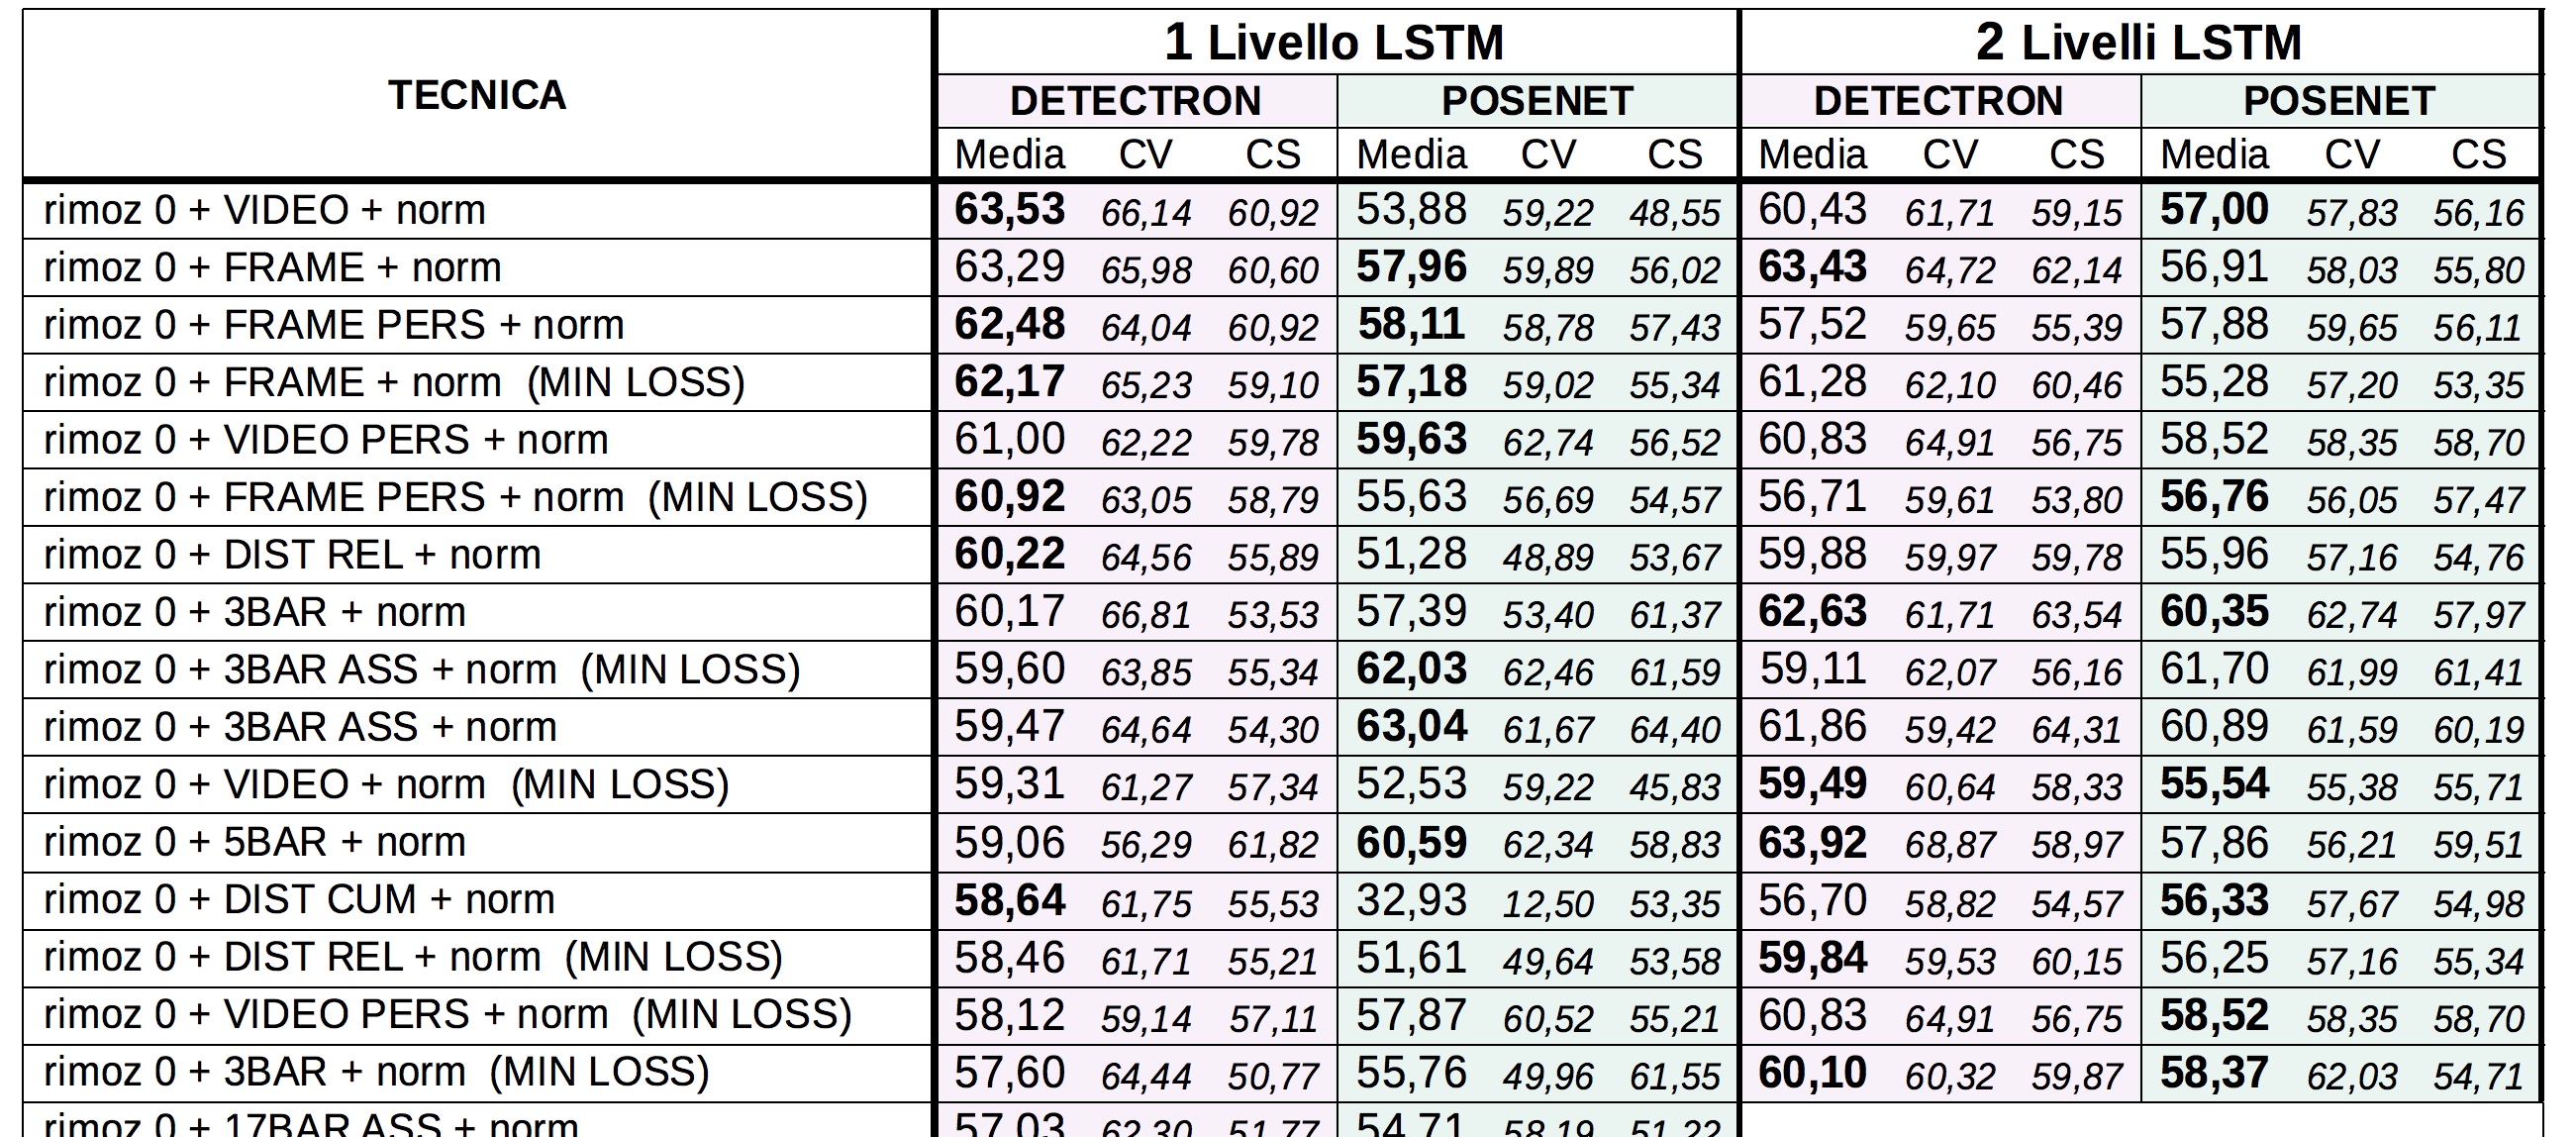 TECNICA 1 Livello LSTM 2 Livelli LSTM
DETECTRON POSENET DETECTRON POSENET
Media CV CS Media CV CS Media CV CS Media CV CS
rimoz 0 + VIDEO + norm 63,53 66,14 60,92 53,88 59,22 48,55 60,43 61,71 59,15 57,00 57,83 56,16
rimoz 0 + FRAME + norm 63,29 65,98 60,60 57,96 59,89 56,02 63,43 64,72 62,14 56,91 58,03 55,80
rimoz 0 + FRAME PERS + norm 62,48 64,04 60,92 58,11 58,78 57,43 57,52 59,65 55,39 57,88 59,65 56,11
rimoz 0 + FRAME + norm (MIN LOSS) 62,17 65,23 59,10 57,18 59,02 55,34 61,28 62,10 60,46 55,28 57,20 53,35
rimoz 0 + VIDEO PERS + norm 61,00 62,22 59,78 59,63 62,74 56,52 60,83 64,91 56,75 58,52 58,35 58,70
rimoz 0 + FRAME PERS + norm (MIN LOSS) 60,92 63,05 58,79 55,63 56,69 54,57 56,71 59,61 53,80 56,76 56,05 57,47
rimoz 0 + DIST REL + norm 60,22 64,56 55,89 51,28 48,89 53,67 59,88 59,97 59,78 55,96 57,16 54,76
rimoz 0 + 3BAR + norm 60,17 66,81 53,53 57,39 53,40 61,37 62,63 61,71 63,54 60,35 62,74 57,97
rimoz 0 + 3BAR ASS + norm (MIN LOSS) 59,60 63,85 55,34 62,03 62,46 61,59 59,11 62,07 56,16 61,70 61,99 61,41
rimoz 0 + 3BAR ASS + norm 59,47 64,64 54,30 63,04 61,67 64,40 61,86 59,42 64,31 60,89 61,59 60,19
rimoz 0 + VIDEO + norm (MIN LOSS) 59,31 61,27 57,34 52,53 59,22 45,83 59,49 60,64 58,33 55,54 55,38 55,71
rimoz 0 + 5BAR + norm 59,06 56,29 61,82 60,59 62,34 58,83 63,92 68,87 58,97 57,86 56,21 59,51
rimoz 0 + DIST CUM + norm 58,64 61,75 55,53 32,93 12,50 53,35 56,70 58,82 54,57 56,33 57,67 54,98
rimoz 0 + DIST REL + norm (MIN LOSS) 58,46 61,71 55,21 51,61 49,64 53,58 59,84 59,53 60,15 56,25 57,16 55,34
rimoz 0 + VIDEO PERS + norm (MIN LOSS) 58,12 59,14 57,11 57,87 60,52 55,21 60,83 64,91 56,75 58,52 58,35 58,70
rimoz 0 + 3BAR + norm (MIN LOSS) 57,60 64,44 50,77 55,76 49,96 61,55 60,10 60,32 59,87 58,37 62,03 54,71
rimoz 0 + 17BAR ASS + norm 57,03 62,30 51,77 54,71 58,19 51,22